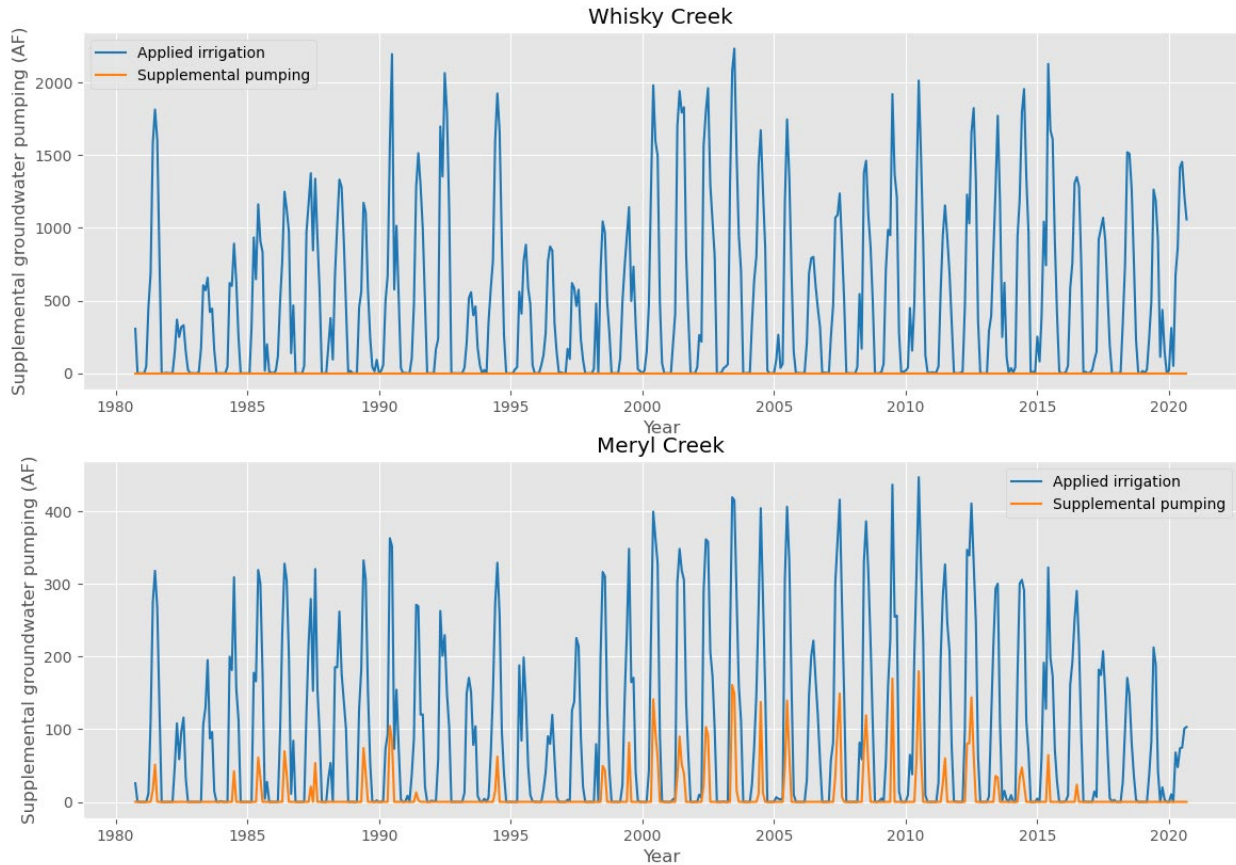 Whisky Creek
Supplemental groundwater pumping (AF)
Applied irrigation
Supplemental pumping
2000
1500
1000
500
0
1980 1985 1990 1995 2000 2005 2010 2015 2020
Year
Meryl Creek
Supplemental groundwater pumping (AF)
Applied irrigation
Supplemental pumping
400
300
200
100
0
1980 1985 1990 1995 2000 2005 2010 2015 2020
Year